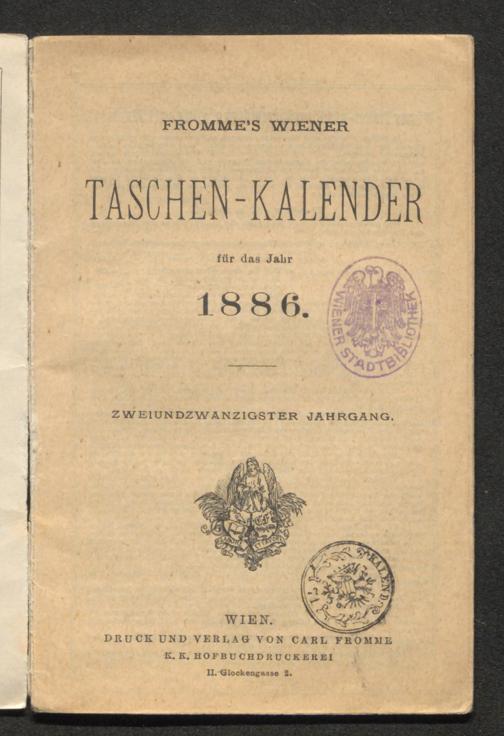 FROMME'S WIENER
TASCHEN-KALENDER
für das Jahr
1886.
WIENER STADTBIBLIOTHEK
ZWEIUNDZWANZIGSTER JAHRGANG.
KALENDER
WIEN.
DRUCK UND VERLAG VON CARL FROMME
K. K. HOFBUCHDRUCKEREI
II. Glockengasse 2.